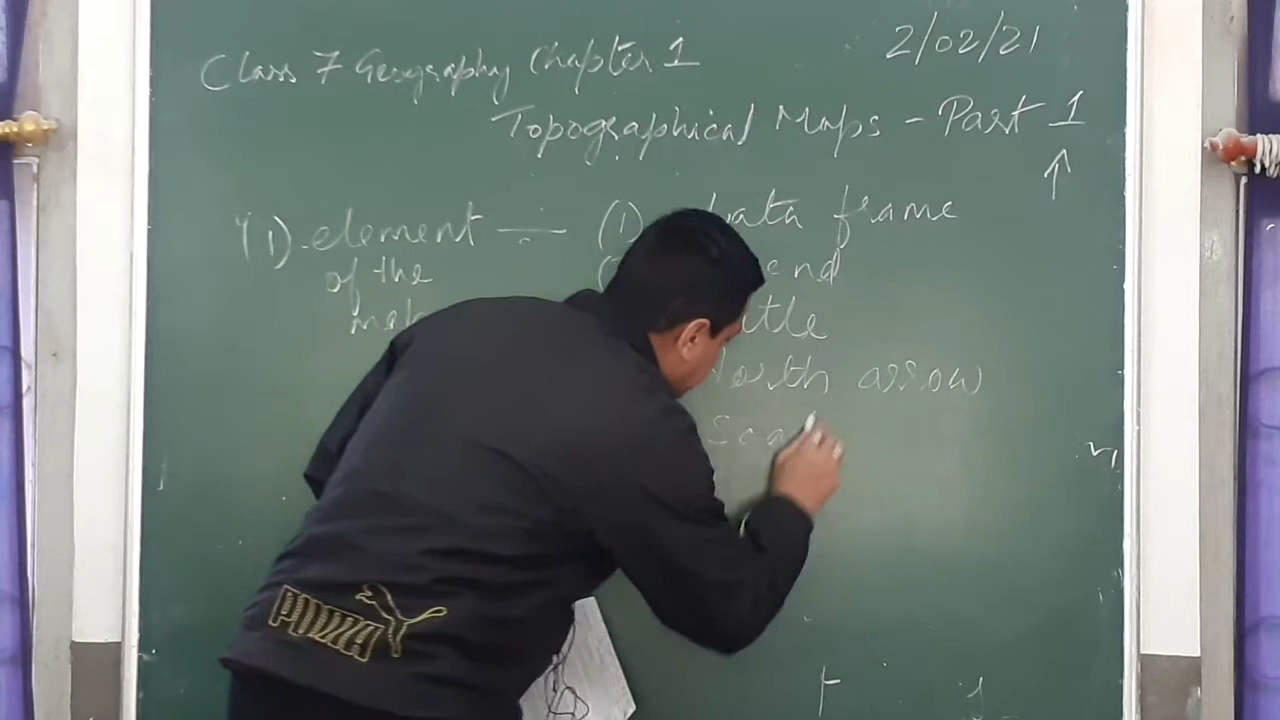 Class 7 Geography Chapter 1
2/02/21
Topographical Maps - Part 1
(1). element of the
(1) Data frame
end
itle
North arrow
Sca
PUMA